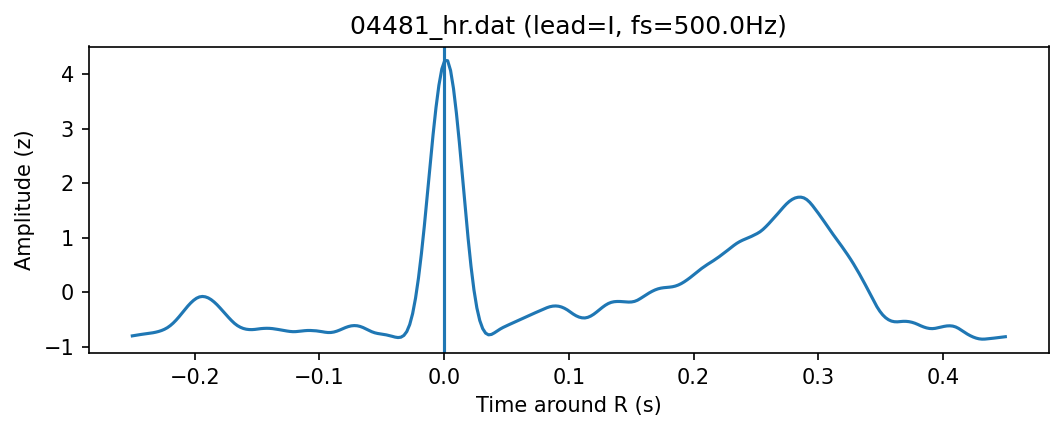 04481_hr.dat (lead=I, fs=500.0Hz)
Amplitude (z)
4
3
2
1
0
−1
−0.2 −0.1 0.0 0.1 0.2 0.3 0.4
Time around R (s)